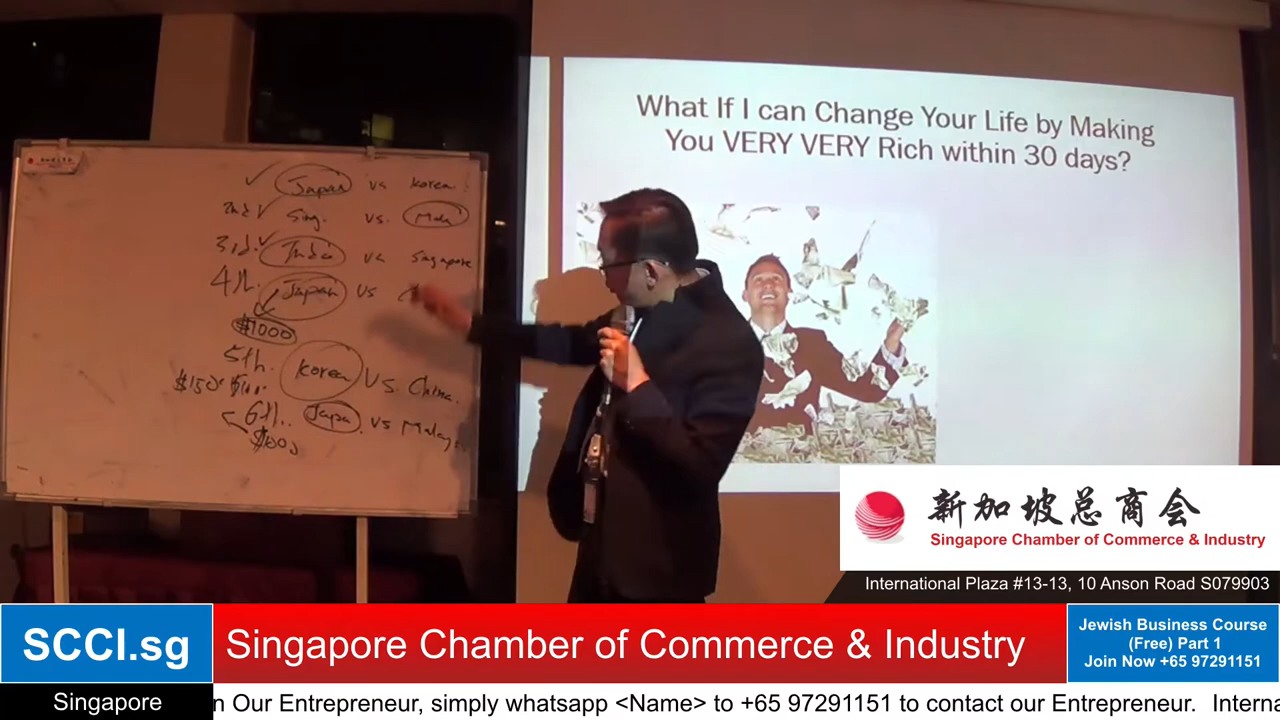 What If I can Change Your Life by Making
You VERY VERY Rich within 30 days?
✓ Japan vs Korea
2nd ✓ Sing. vs. Mala
3rd. ✓ India vs Singapore
4th. Japan vs
$1000
5th. Korea VS. China.
6th.. Japa. vs Malay
新加坡总商会
Singapore Chamber of Commerce & Industry
International Plaza #13-13, 10 Anson Road S079903
SCCI.sg
Singapore Chamber of Commerce & Industry
Jewish Business Course
(Free) Part 1
Join Now +65 97291151
Singapore
n Our Entrepreneur, simply whatsapp <Name> to +65 97291151 to contact our Entrepreneur. Interna